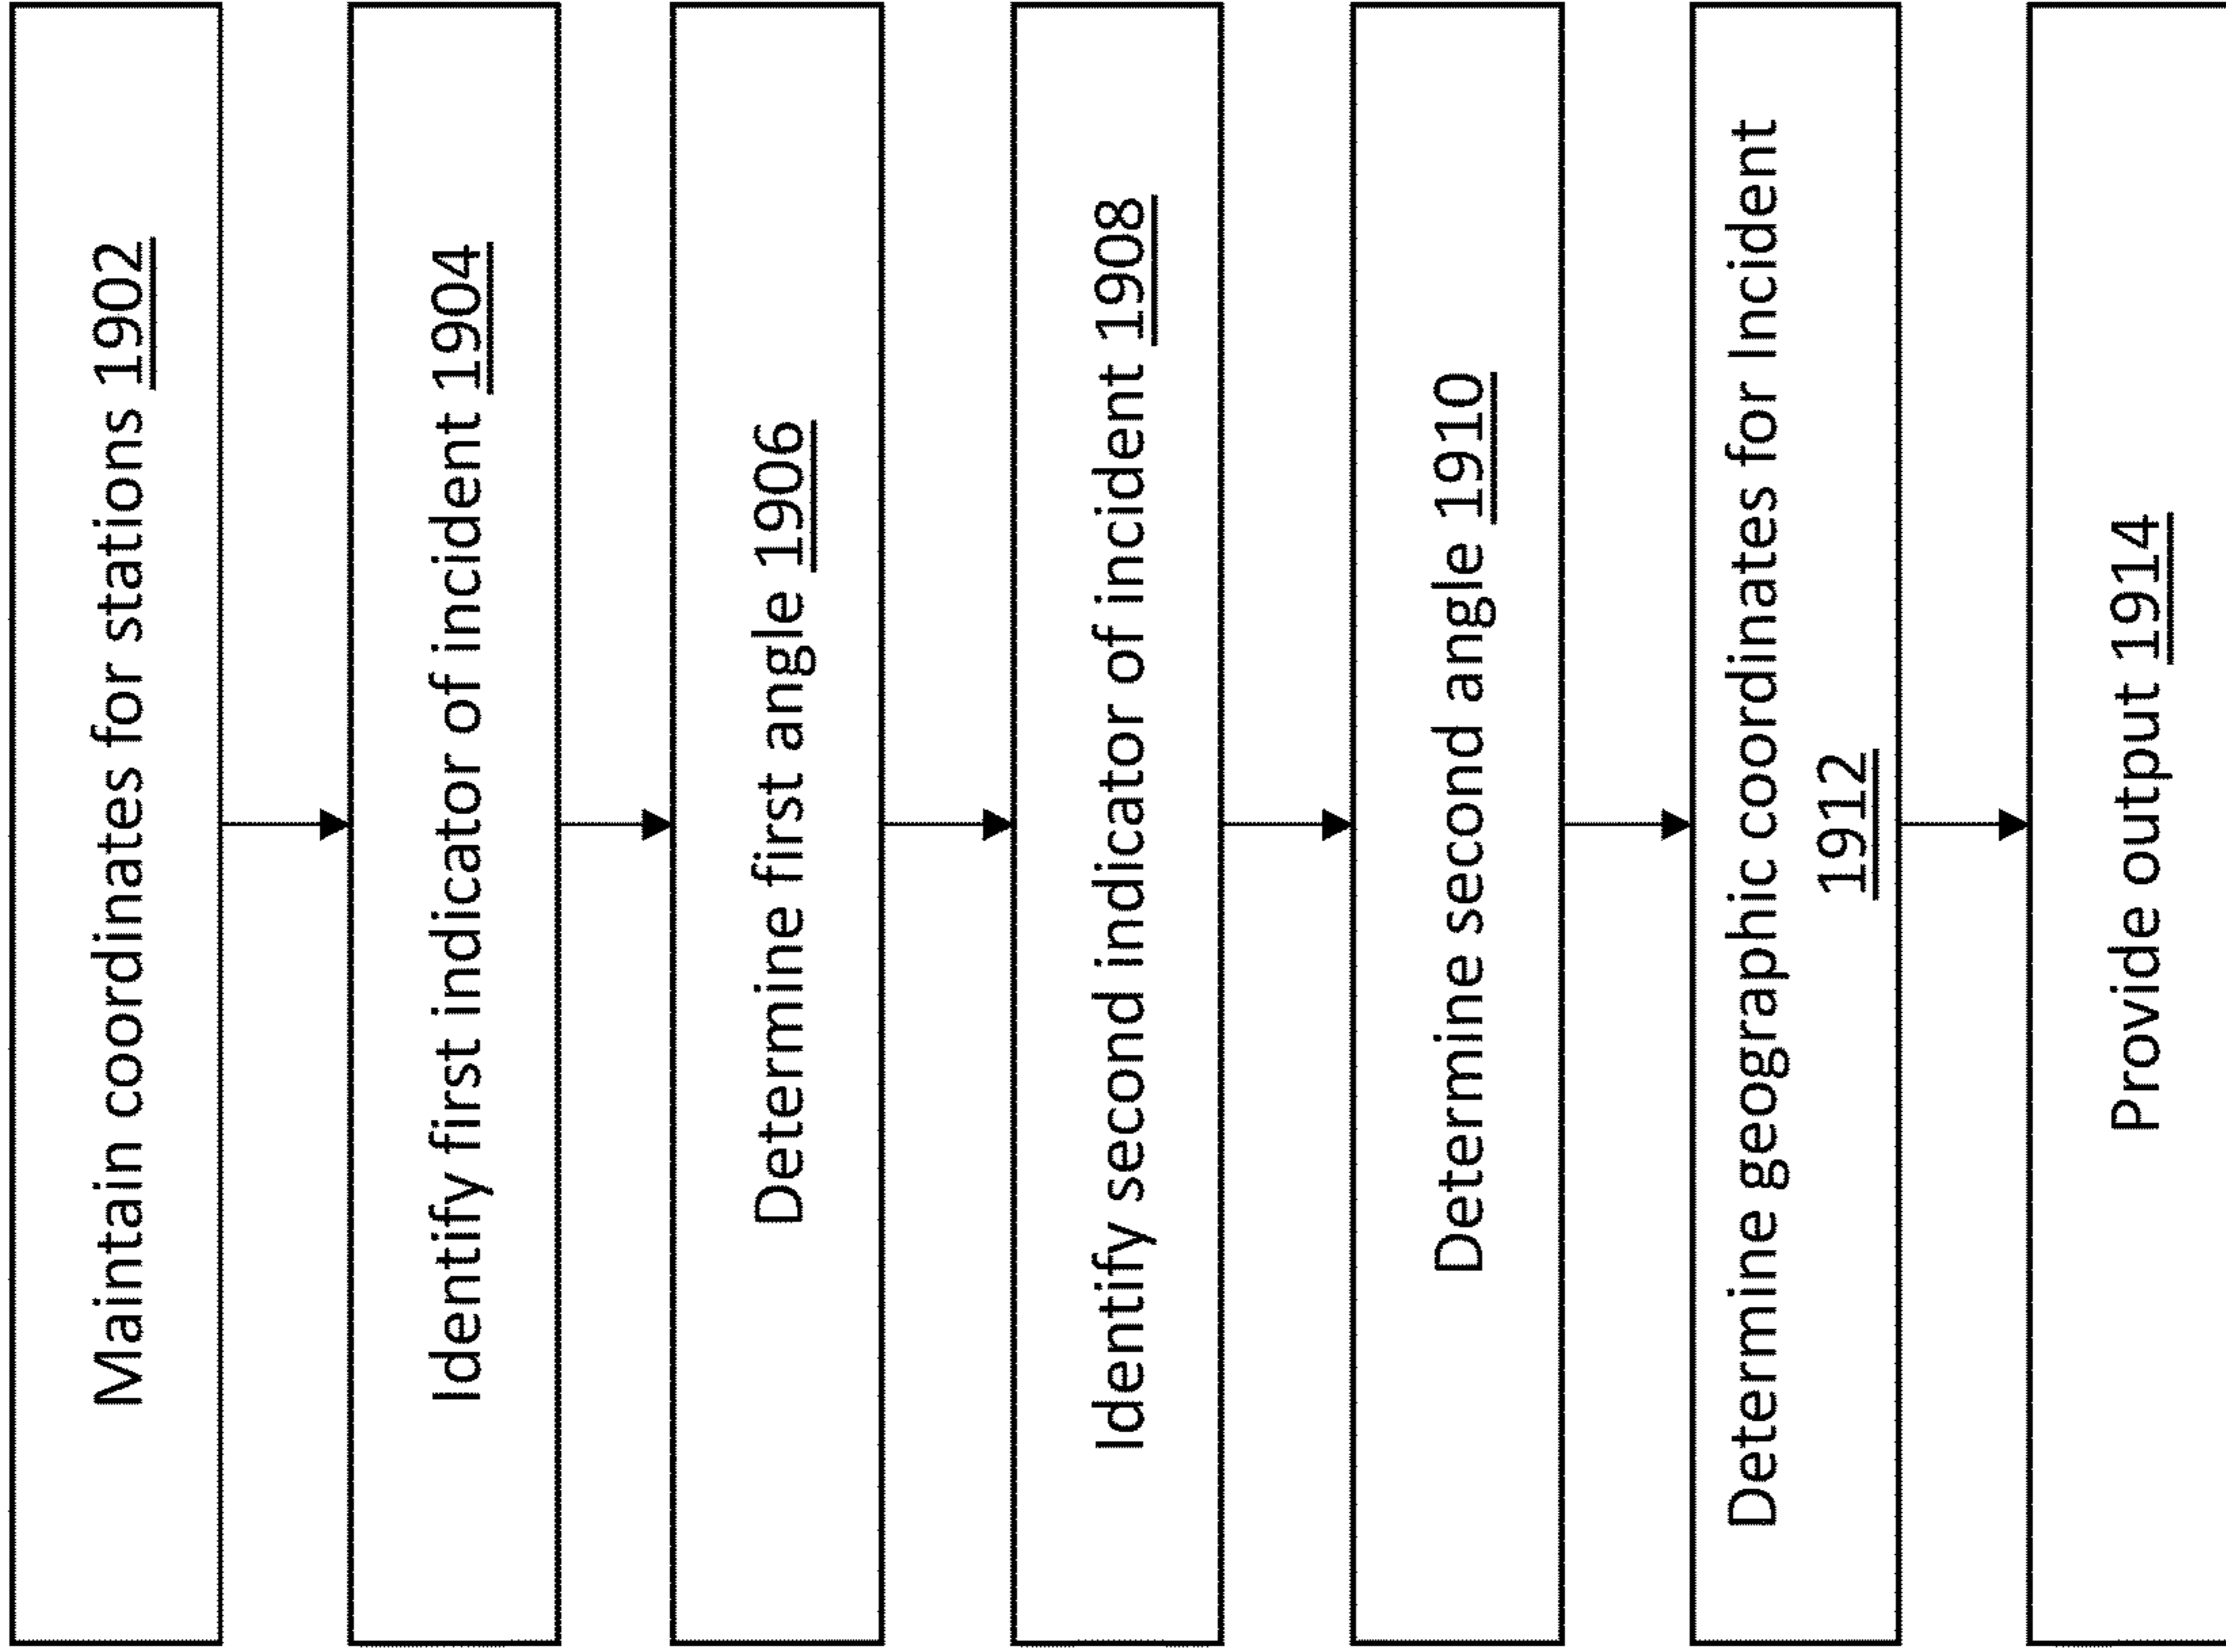 Maintain coordinates for stations 1902
Identify first indicator of incident 1904
Determine first angle 1906
Identify second indicator of incident 1908
Determine second angle 1910
Determine geographic coordinates for Incident
1912
Provide output 1914